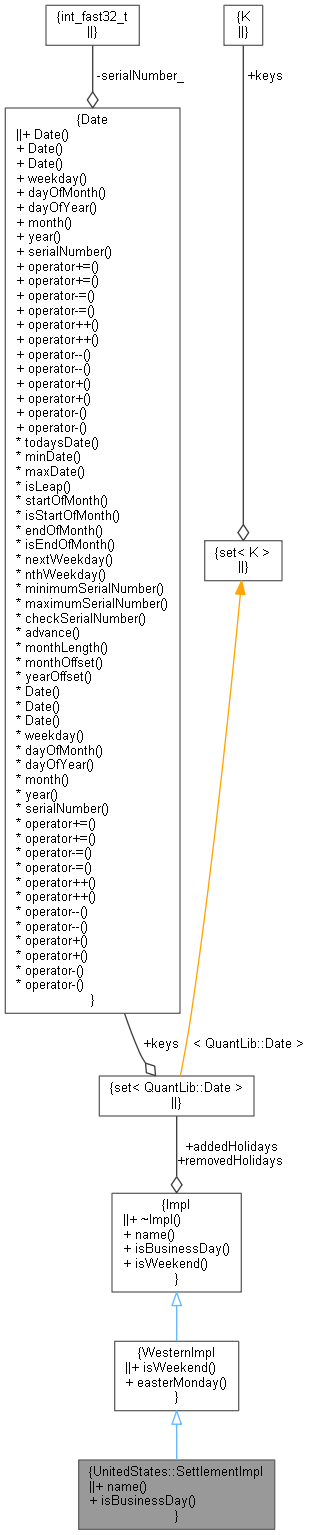 {int_fast32_t
||}
{K
||}
-serialNumber_
+keys
{Date
||+ Date()
+ Date()
+ Date()
+ weekday()
+ dayOfMonth()
+ dayOfYear()
+ month()
+ year()
+ serialNumber()
+ operator+=()
+ operator+=()
+ operator-=()
+ operator-=()
+ operator++()
+ operator++()
+ operator--()
+ operator--()
+ operator+()
+ operator+()
+ operator-()
+ operator-()
* todaysDate()
* minDate()
* maxDate()
* isLeap()
* startOfMonth()
* isStartOfMonth()
* endOfMonth()
* isEndOfMonth()
* nextWeekday()
* nthWeekday()
* minimumSerialNumber()
* maximumSerialNumber()
* checkSerialNumber()
* advance()
* monthLength()
* monthOffset()
* yearOffset()
* Date()
* Date()
* Date()
* weekday()
* dayOfMonth()
* dayOfYear()
* month()
* year()
* serialNumber()
* operator+=()
* operator+=()
* operator-=()
* operator-=()
* operator++()
* operator++()
* operator--()
* operator--()
* operator+()
* operator+()
* operator-()
* operator-()
}
{set< K >
||}
+keys
< QuantLib::Date >
{set< QuantLib::Date >
||}
+addedHolidays
+removedHolidays
{Impl
||+ ~Impl()
+ name()
+ isBusinessDay()
+ isWeekend()
}
{WesternImpl
||+ isWeekend()
+ easterMonday()
}
{UnitedStates::SettlementImpl
||+ name()
+ isBusinessDay()
}